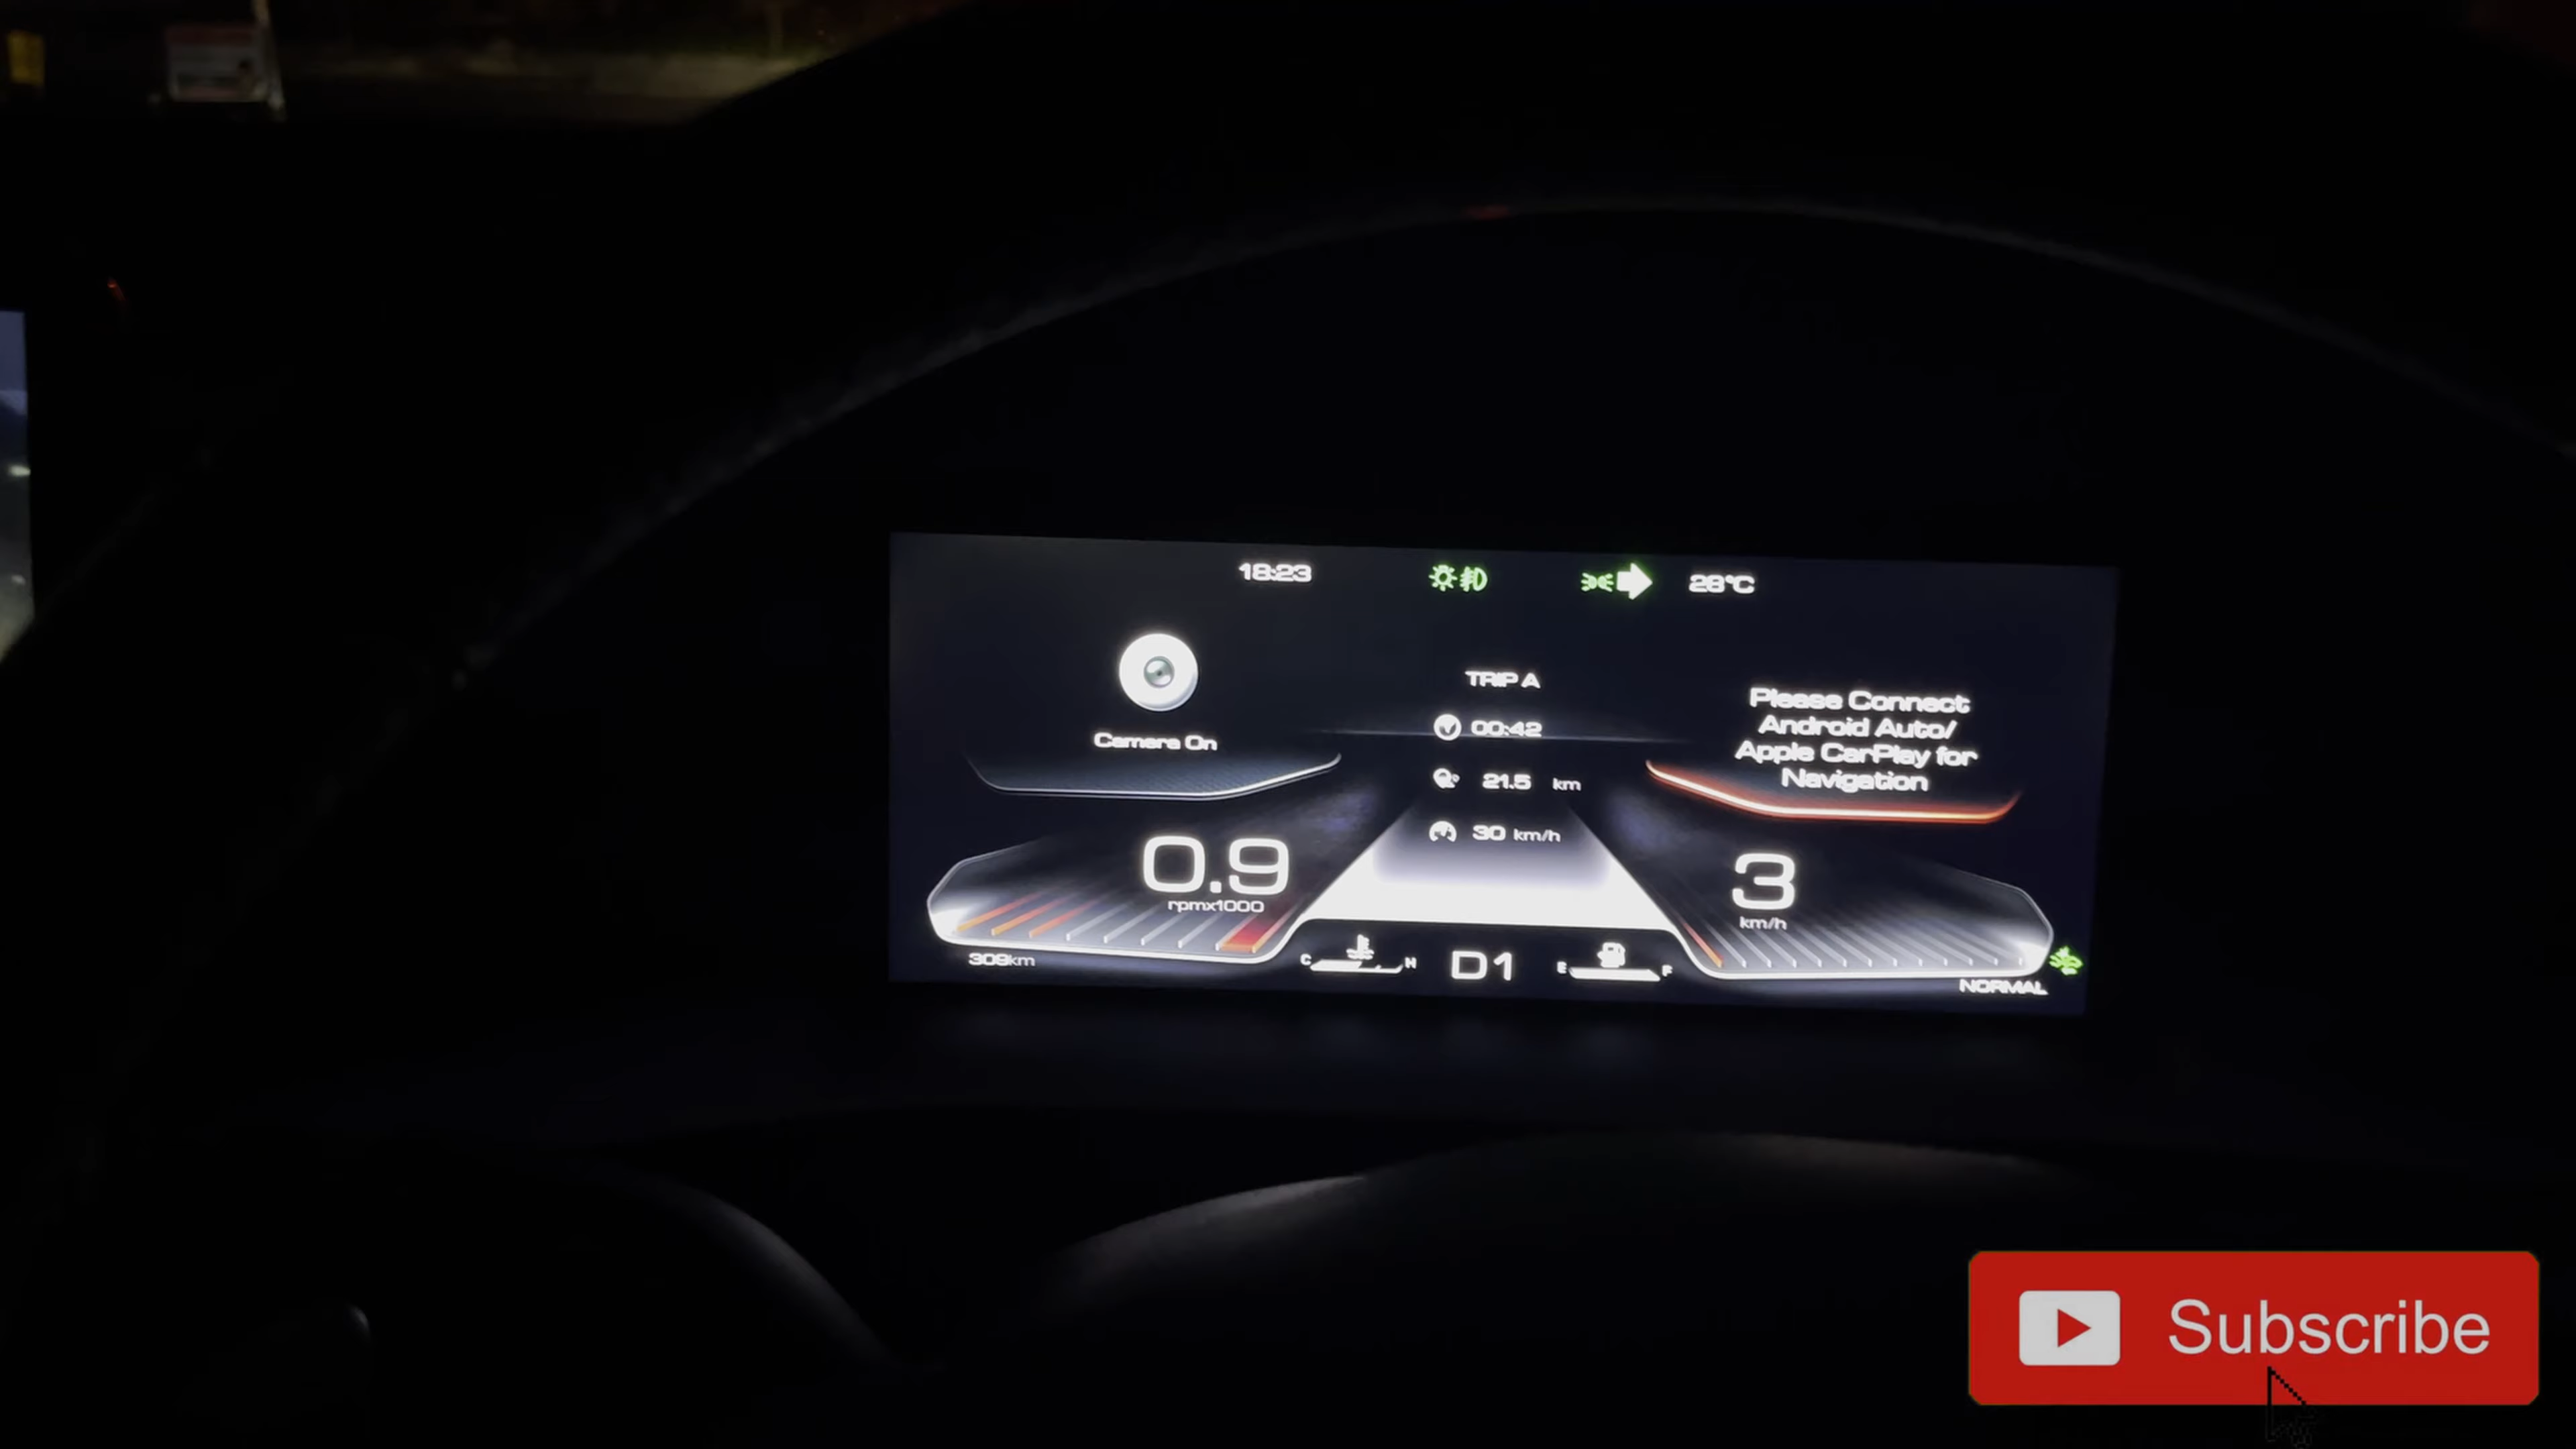 18:23
28°C
Camera On
TRIP A
00:42
21.5 km
30 km/h
Please Connect
Android Auto/
Apple CarPlay for
Navigation
0.9
rpmx1000
3
km/h
309km
C H
D1
E F
NORMAL
Subscribe